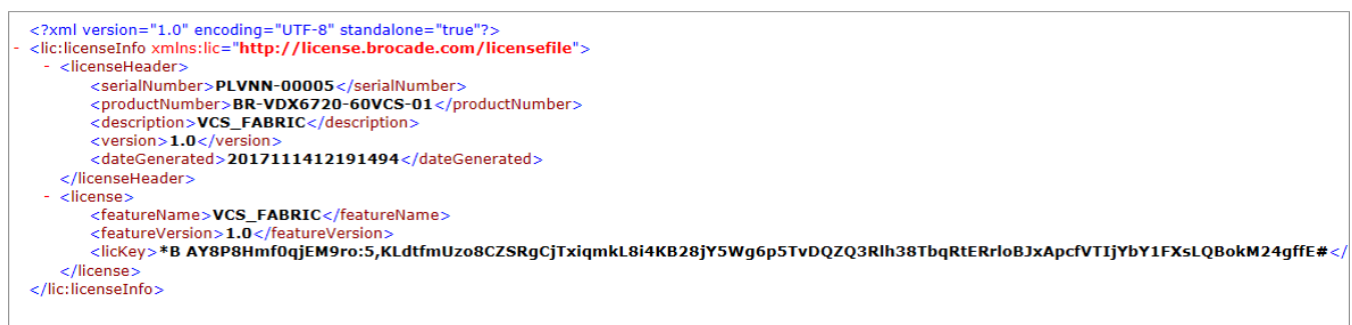 <?xml version="1.0" encoding="UTF-8" standalone="true"?>
- <lic:licenseInfo xmlns:lic="http://license.brocade.com/licensefile">
- <licenseHeader>
<serialNumber>PLVNN-00005</serialNumber>
<productNumber>BR-VDX6720-60VCS-01</productNumber>
<description>VCS_FABRIC</description>
<version>1.0</version>
<dateGenerated>2017111412191494</dateGenerated>
</licenseHeader>
- <license>
<featureName>VCS_FABRIC</featureName>
<featureVersion>1.0</featureVersion>
<licKey>*B AY8P8Hmf0qjEM9ro:5,KLdtfmUzo8CZSRgCjTxiqmkL8i4KB28jY5Wg6p5TvDQZQ3Rlh38TbqRtERrloBJxApcfVTIjYbY1FXsLQBokM24gffE#</
</license>
</lic:licenseInfo>